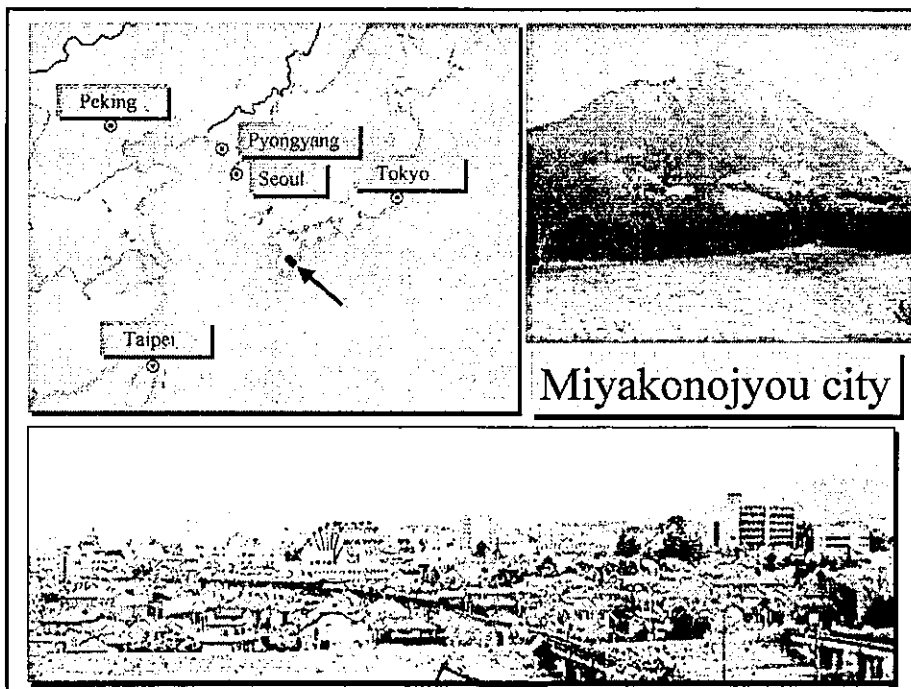 Peking
Pyongyang
Seoul
Tokyo
Taipei
Miyakonojyou city